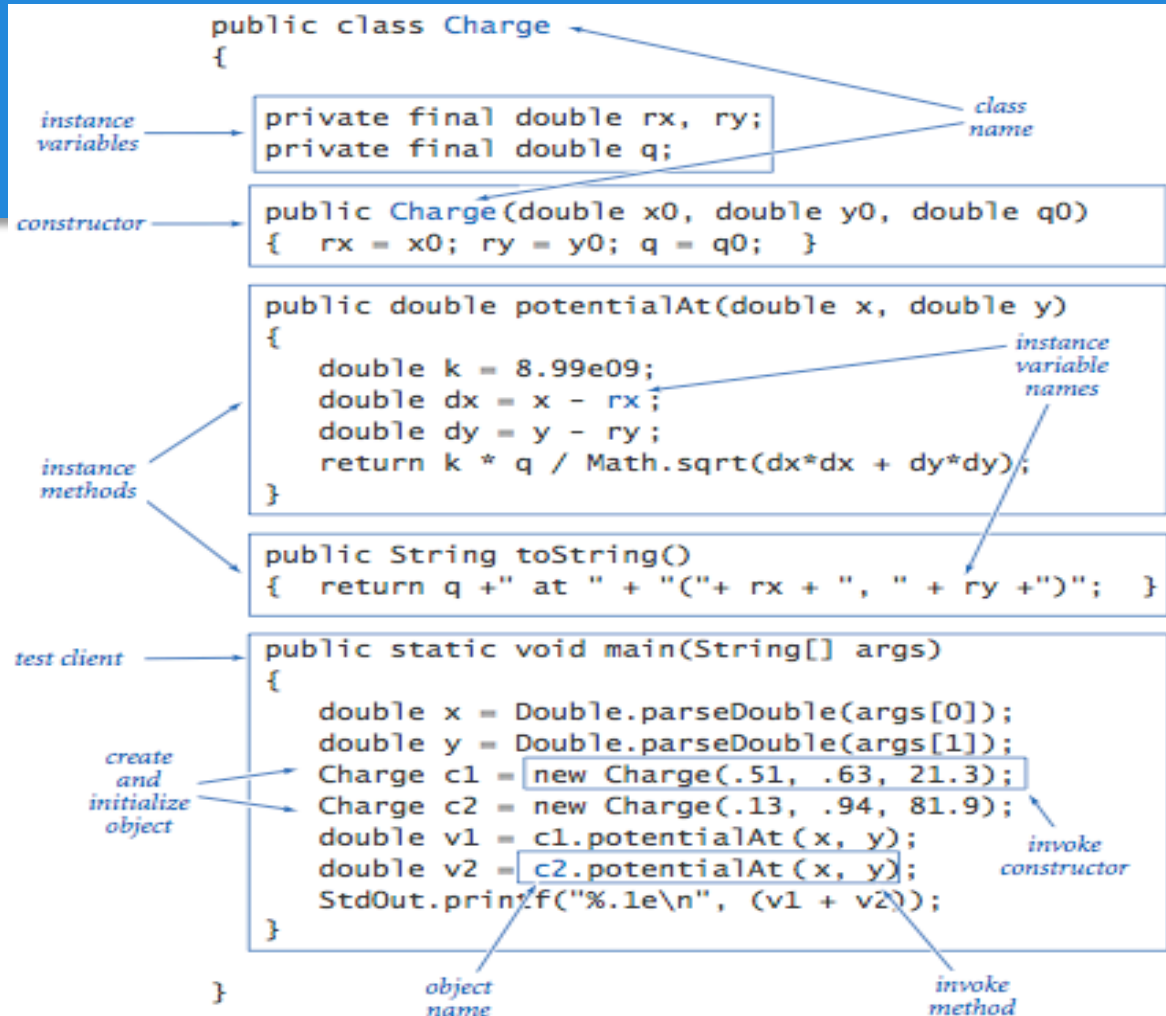 public class Charge
{
instance
variables
private final double rx, ry;
private final double q;
class
name
constructor
public Charge(double x0, double y0, double q0)
{ rx = x0; ry = y0; q = q0; }
public double potentialAt(double x, double y)
{
double k = 8.99e09;
double dx = x - rx;
double dy = y - ry;
return k * q / Math.sqrt(dx*dx + dy*dy);
}
instance
variable
names
instance
methods
public String toString()
{ return q +" at " + "("+ rx + ", " + ry +")"; }
test client
public static void main(String[] args)
{
double x = Double.parseDouble(args[0]);
double y = Double.parseDouble(args[1]);
Charge c1 = new Charge(.51, .63, 21.3);
Charge c2 = new Charge(.13, .94, 81.9);
double v1 = c1.potentialAt(x, y);
double v2 = c2.potentialAt(x, y);
StdOut.printf("%.1e\n", (v1 + v2));
}
create
and
initialize
object
invoke
constructor
}
object
name
invoke
method